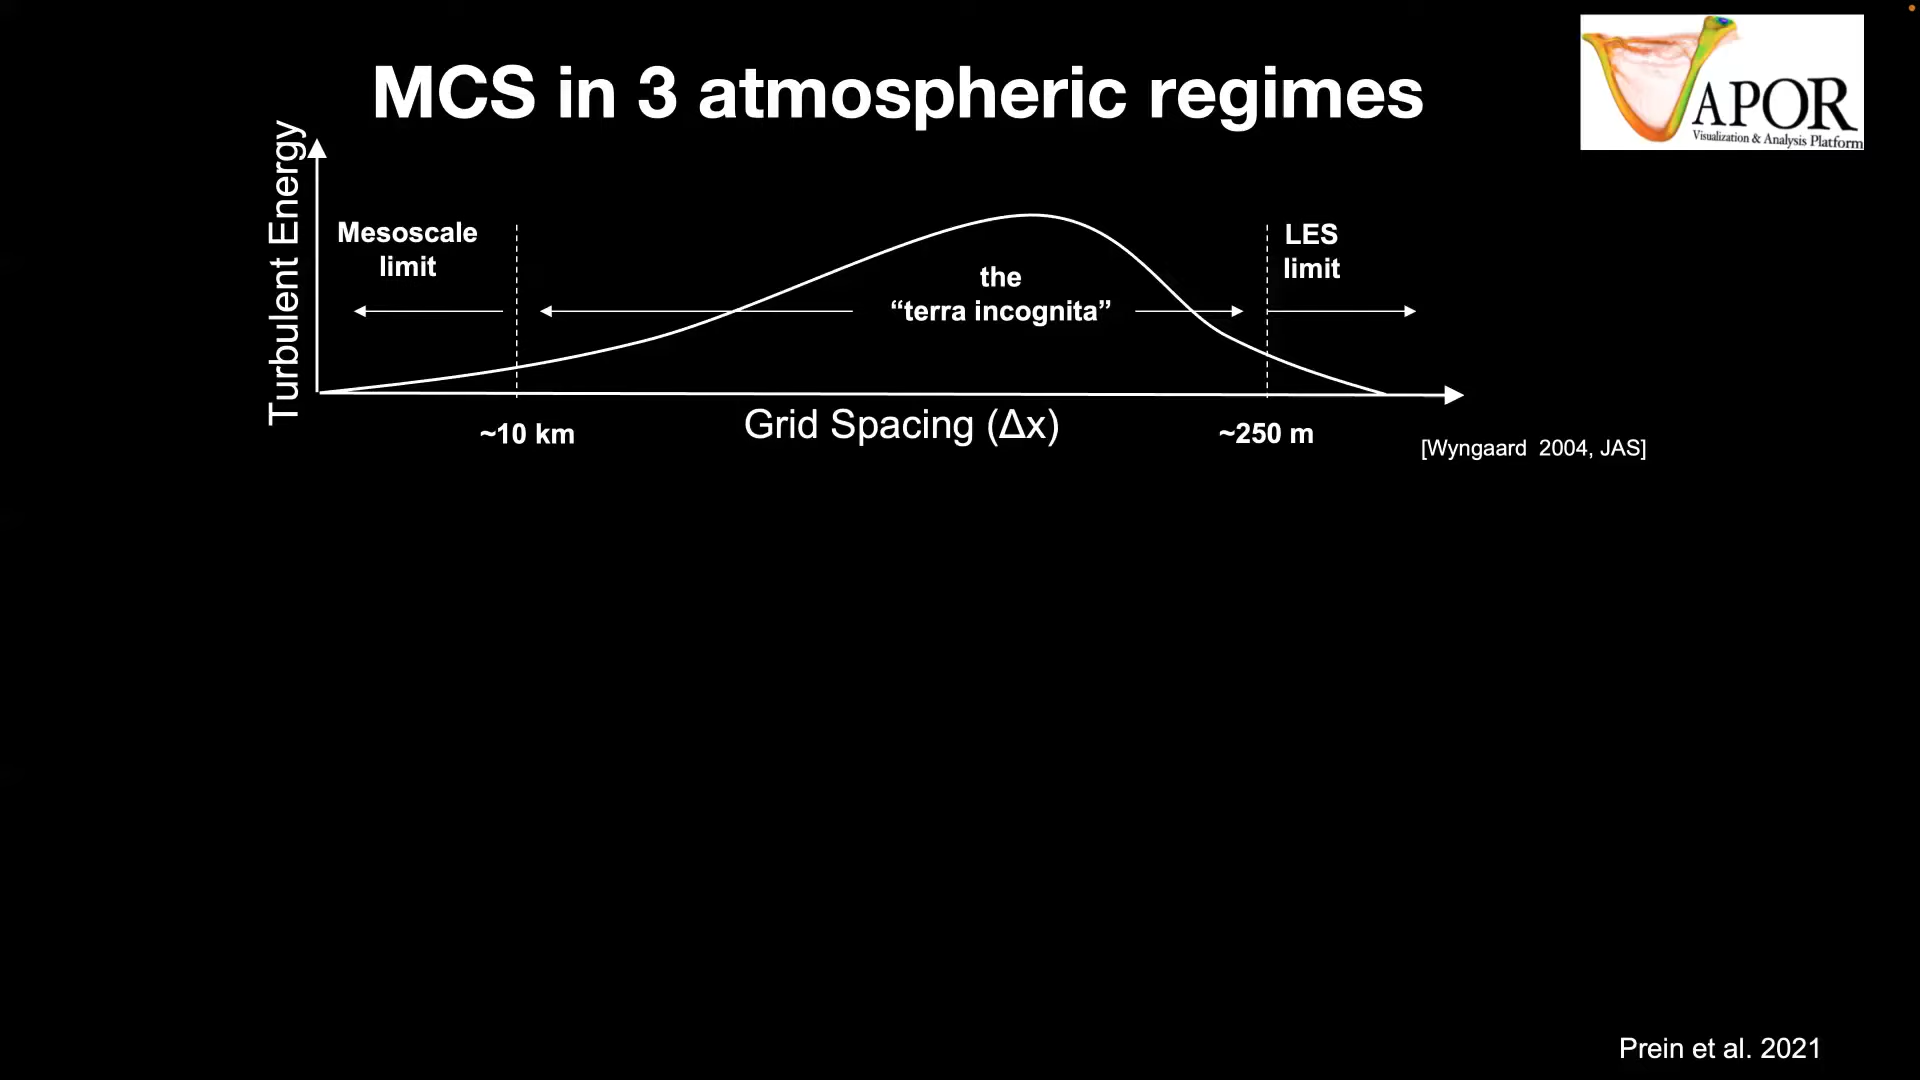 MCS in 3 atmospheric regimes
APOR
Visualization & Analysis Platform
Turbulent Energy
Mesoscale
limit
the
“terra incognita”
LES
limit
~10 km
Grid Spacing (Δx)
~250 m
[Wyngaard 2004, JAS]
Prein et al. 2021